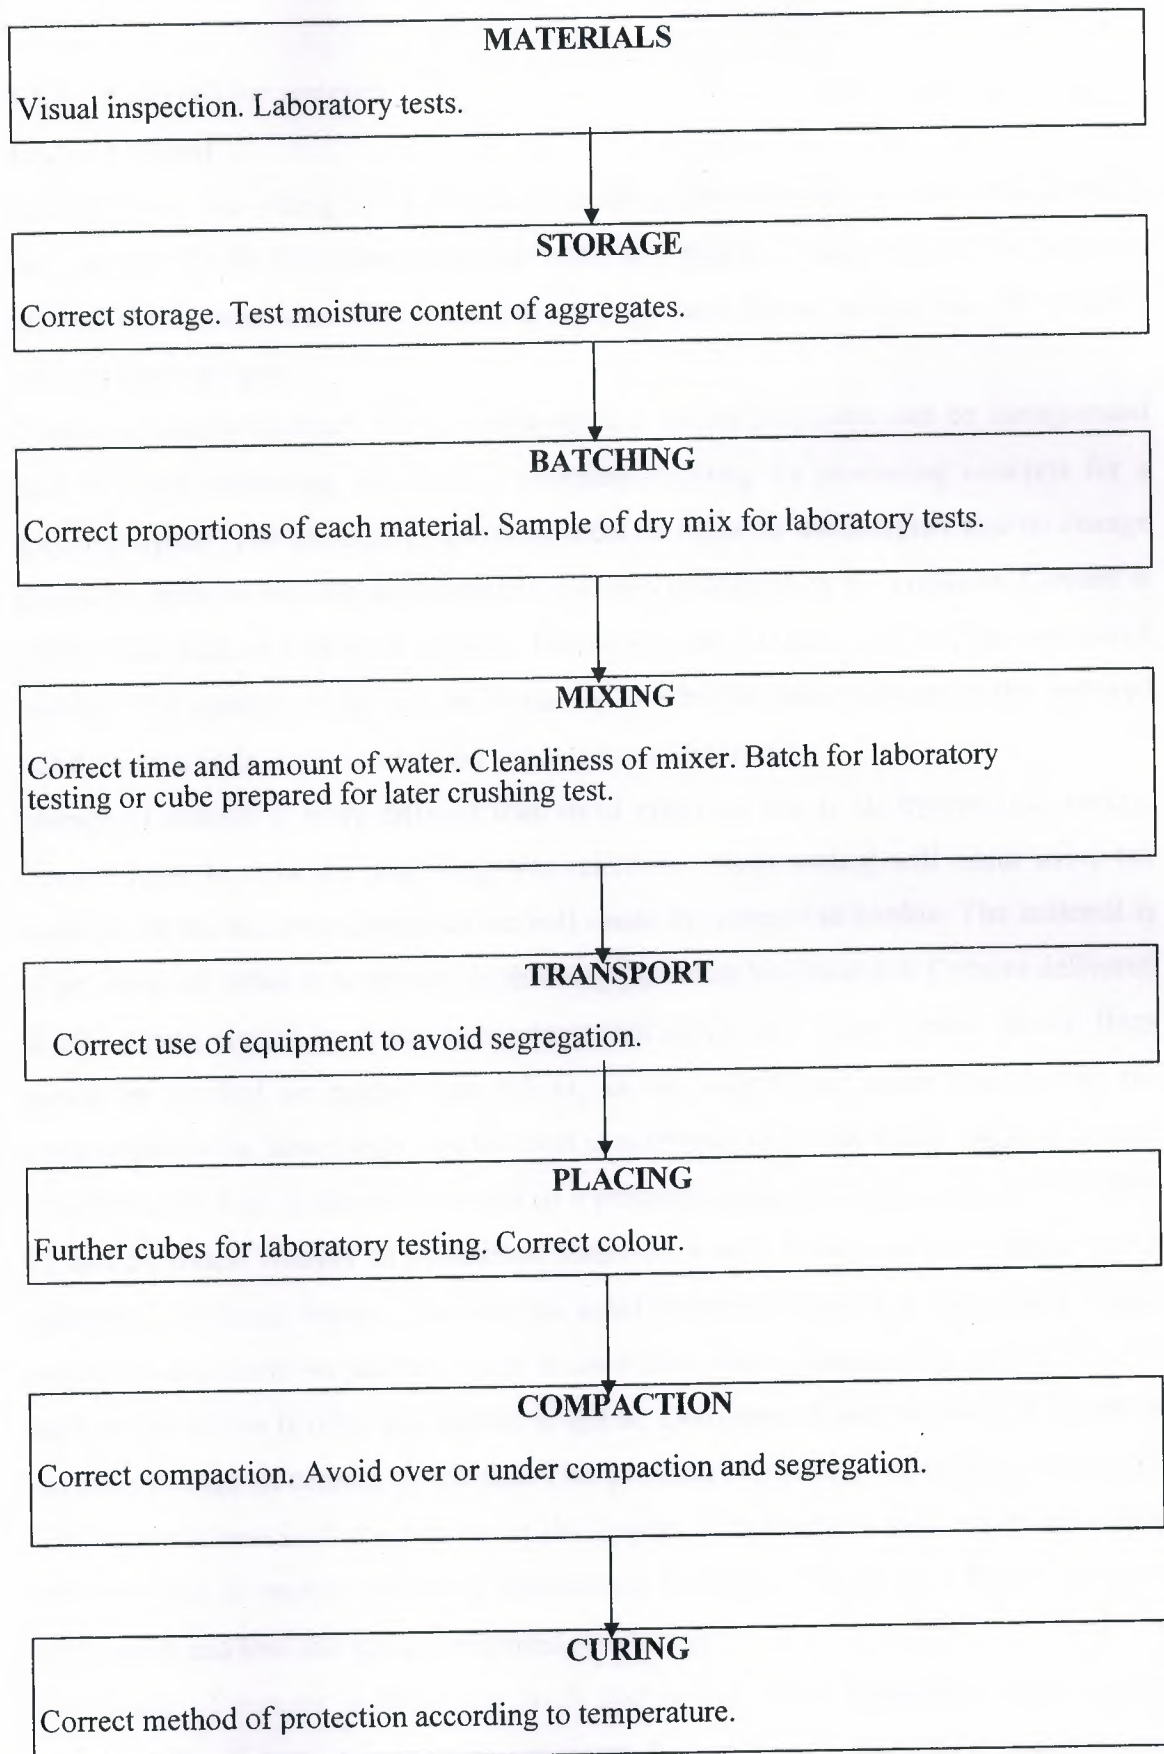 MATERIALS
Visual inspection. Laboratory tests.
STORAGE
Correct storage. Test moisture content of aggregates.
BATCHING
Correct proportions of each material. Sample of dry mix for laboratory tests.
MIXING
Correct time and amount of water. Cleanliness of mixer. Batch for laboratory
testing or cube prepared for later crushing test.
TRANSPORT
Correct use of equipment to avoid segregation.
PLACING
Further cubes for laboratory testing. Correct colour.
COMPACTION
Correct compaction. Avoid over or under compaction and segregation.
CURING
Correct method of protection according to temperature.